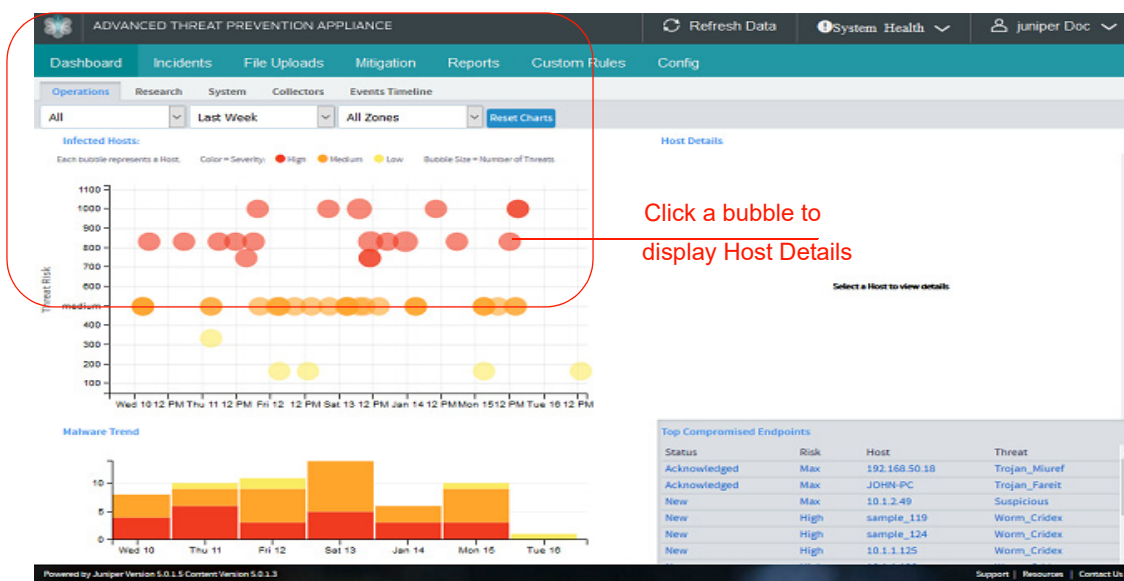 ADVANCED THREAT PREVENTION APPLIANCE
Refresh Data
System Health
juniper Doc
Dashboard Incidents File Uploads Mitigation Reports Custom Rules Config
Operations Research System Collectors Events Timeline
All Last Week All Zones Reset Charts
Infected Hosts:
Each bubble represents a Host. Color = Severity: High Medium Low Bubble Size = Number of Threats
1100
1000
900
800
700
600
medium
400
300
200
100
Threat Risk
Wed 10 12 PM Thu 11 12 PM Fri 12 12 PM Sat 13 12 PM Jan 14 12 PM Mon 15 12 PM Tue 16 12 PM
Host Details
Click a bubble to
display Host Details
Select a Host to view details
Malware Trend
10
5
0
Wed 10 Thu 11 Fri 12 Sat 13 Jan 14 Mon 15 Tue 16
Top Compromised Endpoints
Status Risk Host Threat
Acknowledged Max 192.168.50.18 Trojan_Miuref
Acknowledged Max JOHN-PC Trojan_Fareit
New Max 10.1.2.49 Suspicious
New High sample_119 Worm_Cridex
New High sample_124 Worm_Cridex
New High 10.1.1.125 Worm_Cridex
Powered by Juniper Version 5.0.1.5 Content Version 5.0.1.3
Support | Resources | Contact Us